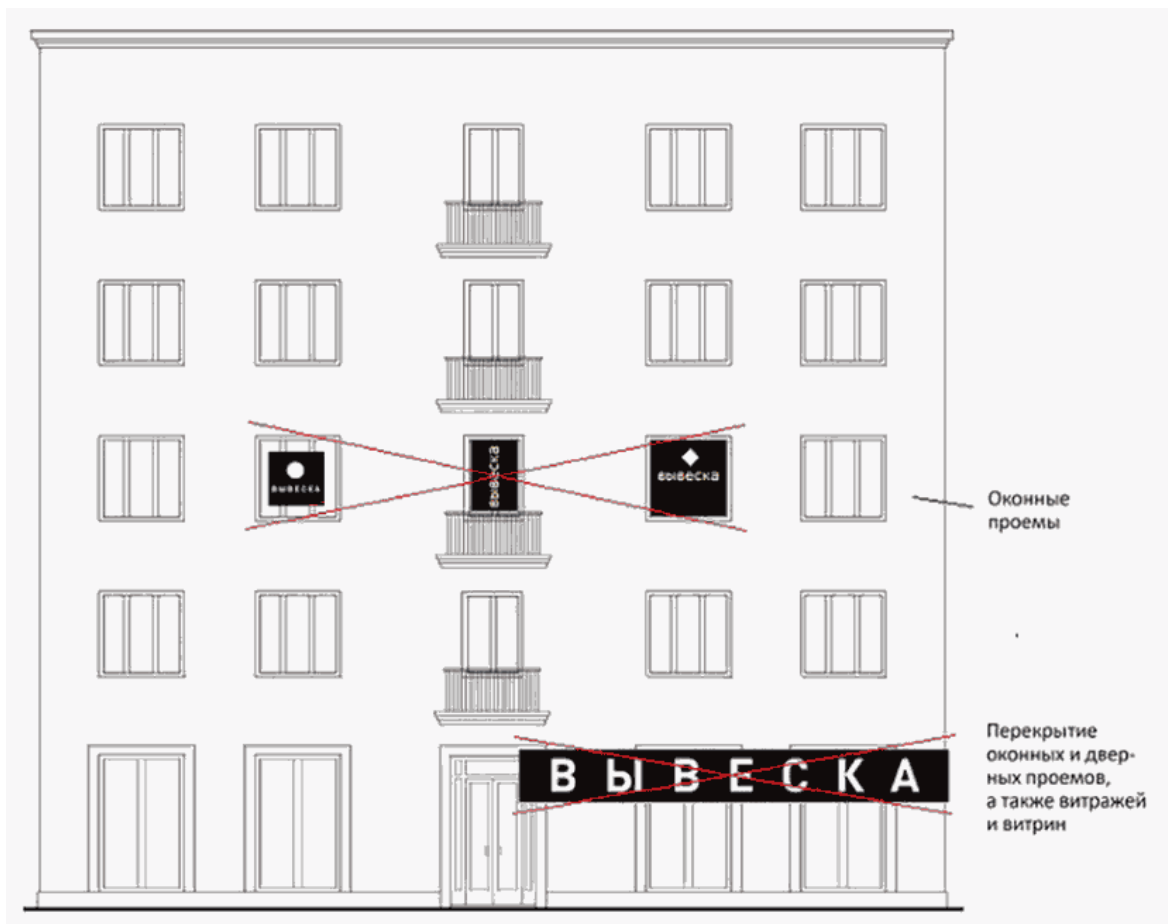 ВЫВЕСКА
вывеска
вывеска
Оконные
проемы
Перекрытие
оконных и двер-
ных проемов,
а также витражей
и витрин
ВЫВЕСКА